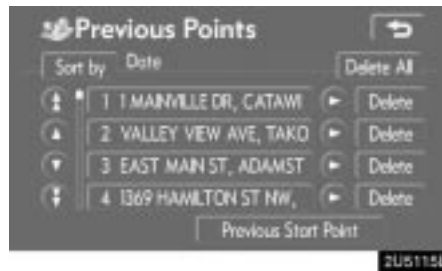 Previous Points
Sort by Date Delete All
1 1 MAINVILLE DR, CATAWI Delete
2 VALLEY VIEW AVE, TAKO Delete
3 EAST MAIN ST, ADAMST Delete
4 1369 HAMILTON ST NW, Delete
Previous Start Point
2U5115